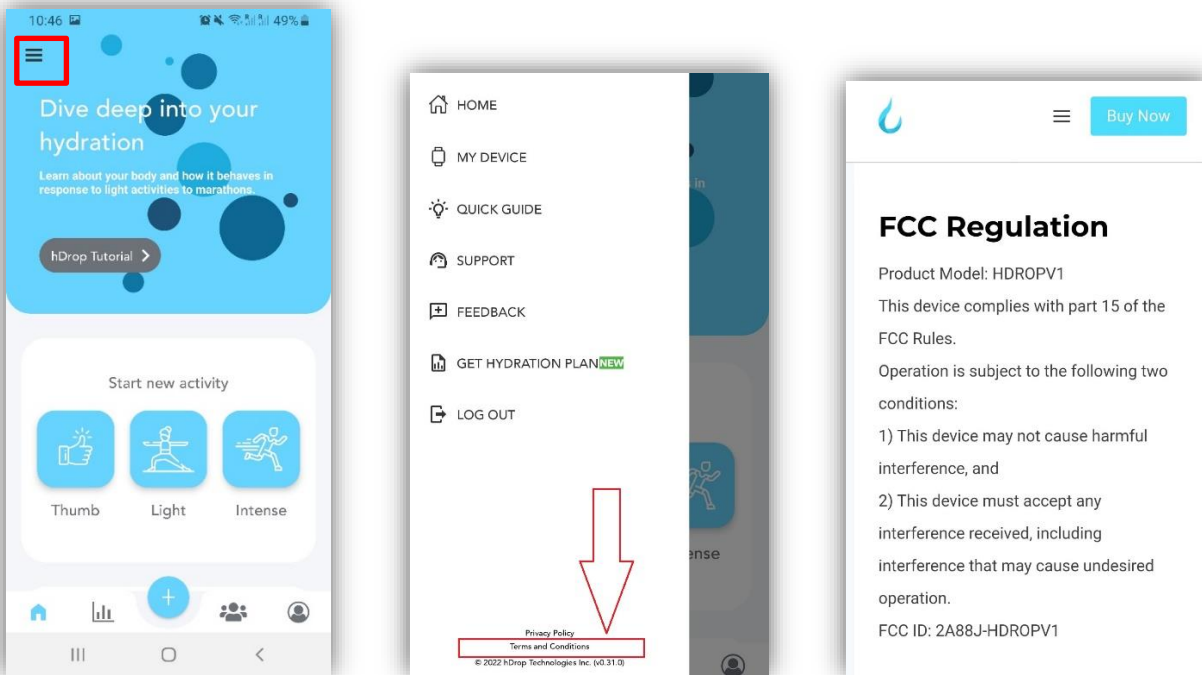 10:46
49%
Dive deep into your
hydration
Learn about your body and how it behaves in
response to light activities to marathons.
hDrop Tutorial
Start new activity
Thumb Light Intense
HOME
MY DEVICE
QUICK GUIDE
SUPPORT
FEEDBACK
GET HYDRATION PLAN NEW
LOG OUT
in
ense
Privacy Policy
Terms and Conditions
© 2022 hDrop Technologies Inc. (v0.31.0)
Buy Now
FCC Regulation
Product Model: HDROPV1
This device complies with part 15 of the
FCC Rules.
Operation is subject to the following two
conditions:
1) This device may not cause harmful
interference, and
2) This device must accept any
interference received, including
interference that may cause undesired
operation.
FCC ID: 2A88J-HDROPV1